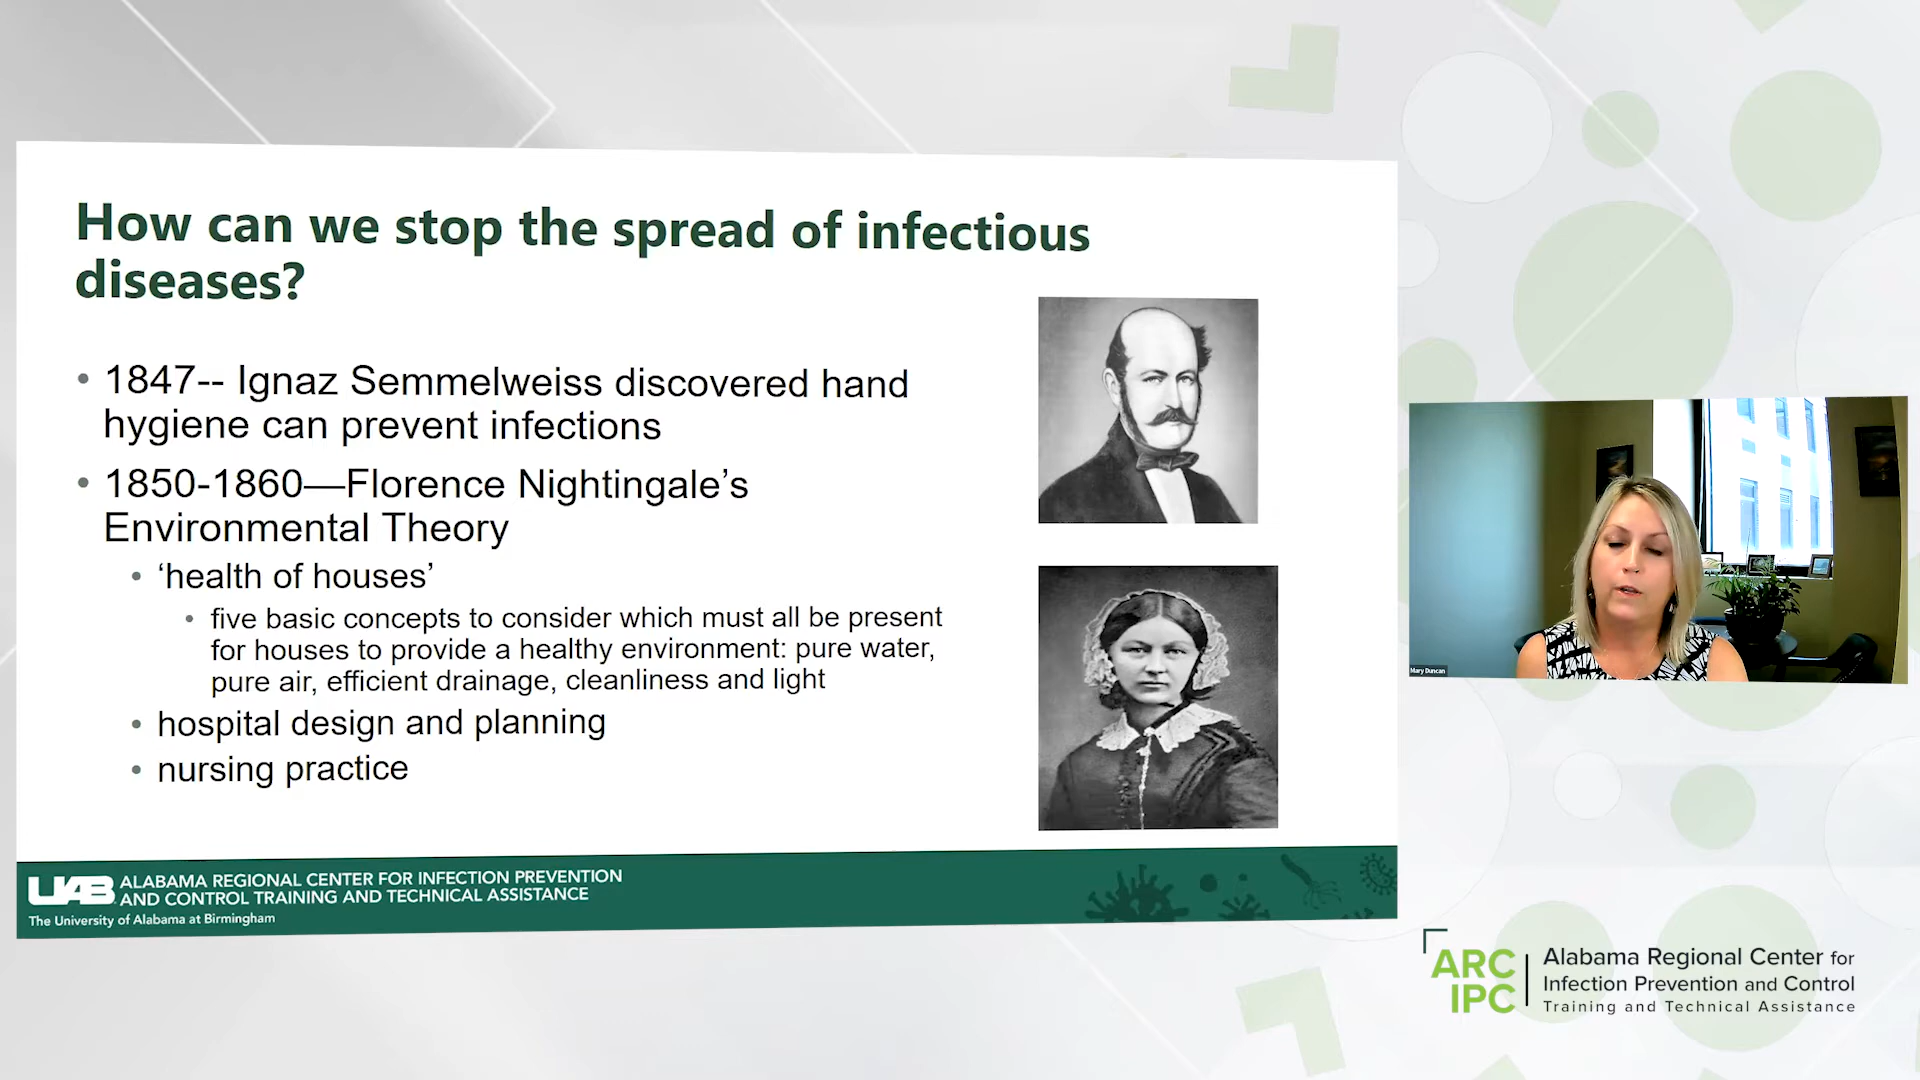 How can we stop the spread of infectious
diseases?
• 1847-- Ignaz Semmelweiss discovered hand
hygiene can prevent infections
• 1850-1860—Florence Nightingale’s
Environmental Theory
• ‘health of houses’
• five basic concepts to consider which must all be present
for houses to provide a healthy environment: pure water,
pure air, efficient drainage, cleanliness and light
• hospital design and planning
• nursing practice
UAB
ALABAMA REGIONAL CENTER FOR INFECTION PREVENTION
AND CONTROL TRAINING AND TECHNICAL ASSISTANCE
The University of Alabama at Birmingham
Mary Duncan
ARC
IPC
Alabama Regional Center for
Infection Prevention and Control
Training and Technical Assistance